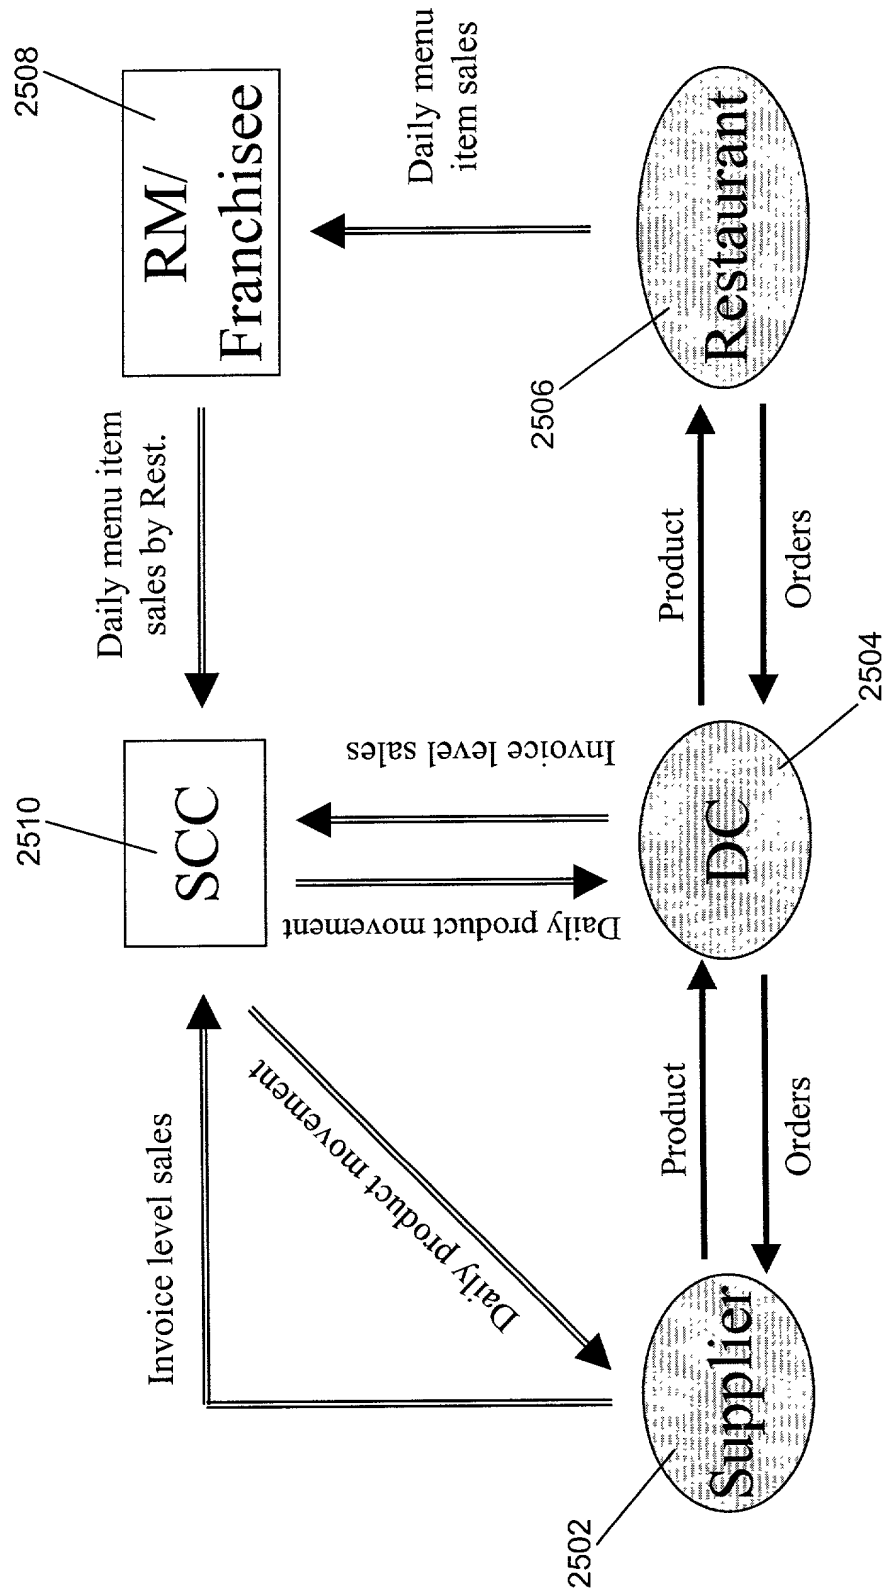 2510
2508
SCC
RM/
Franchisee
Invoice level sales
Daily menu item
sales by Rest.
Daily product movement
Daily product movement
Invoice level sales
Daily menu
item sales
2506
Product
Product
Supplier
DC
Restaurant
Orders
Orders
2502
2504